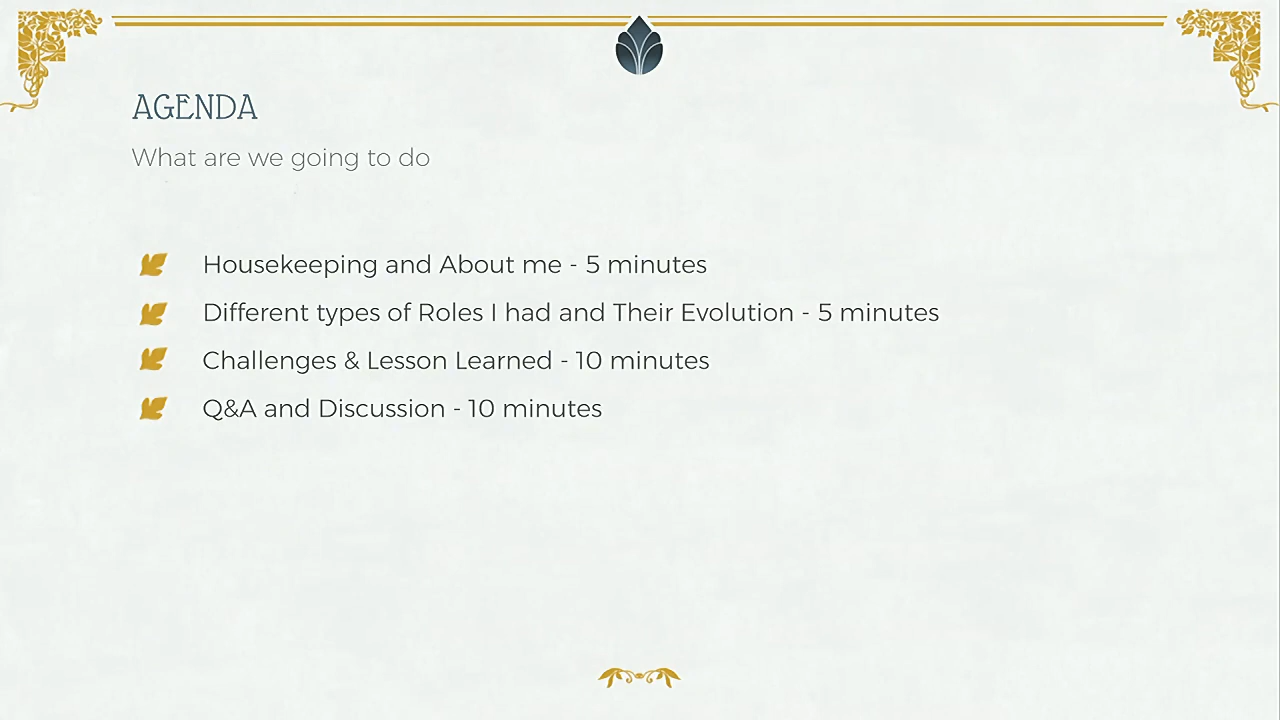 AGENDA
What are we going to do
Housekeeping and About me - 5 minutes
Different types of Roles I had and Their Evolution - 5 minutes
Challenges & Lesson Learned - 10 minutes
Q&A and Discussion - 10 minutes